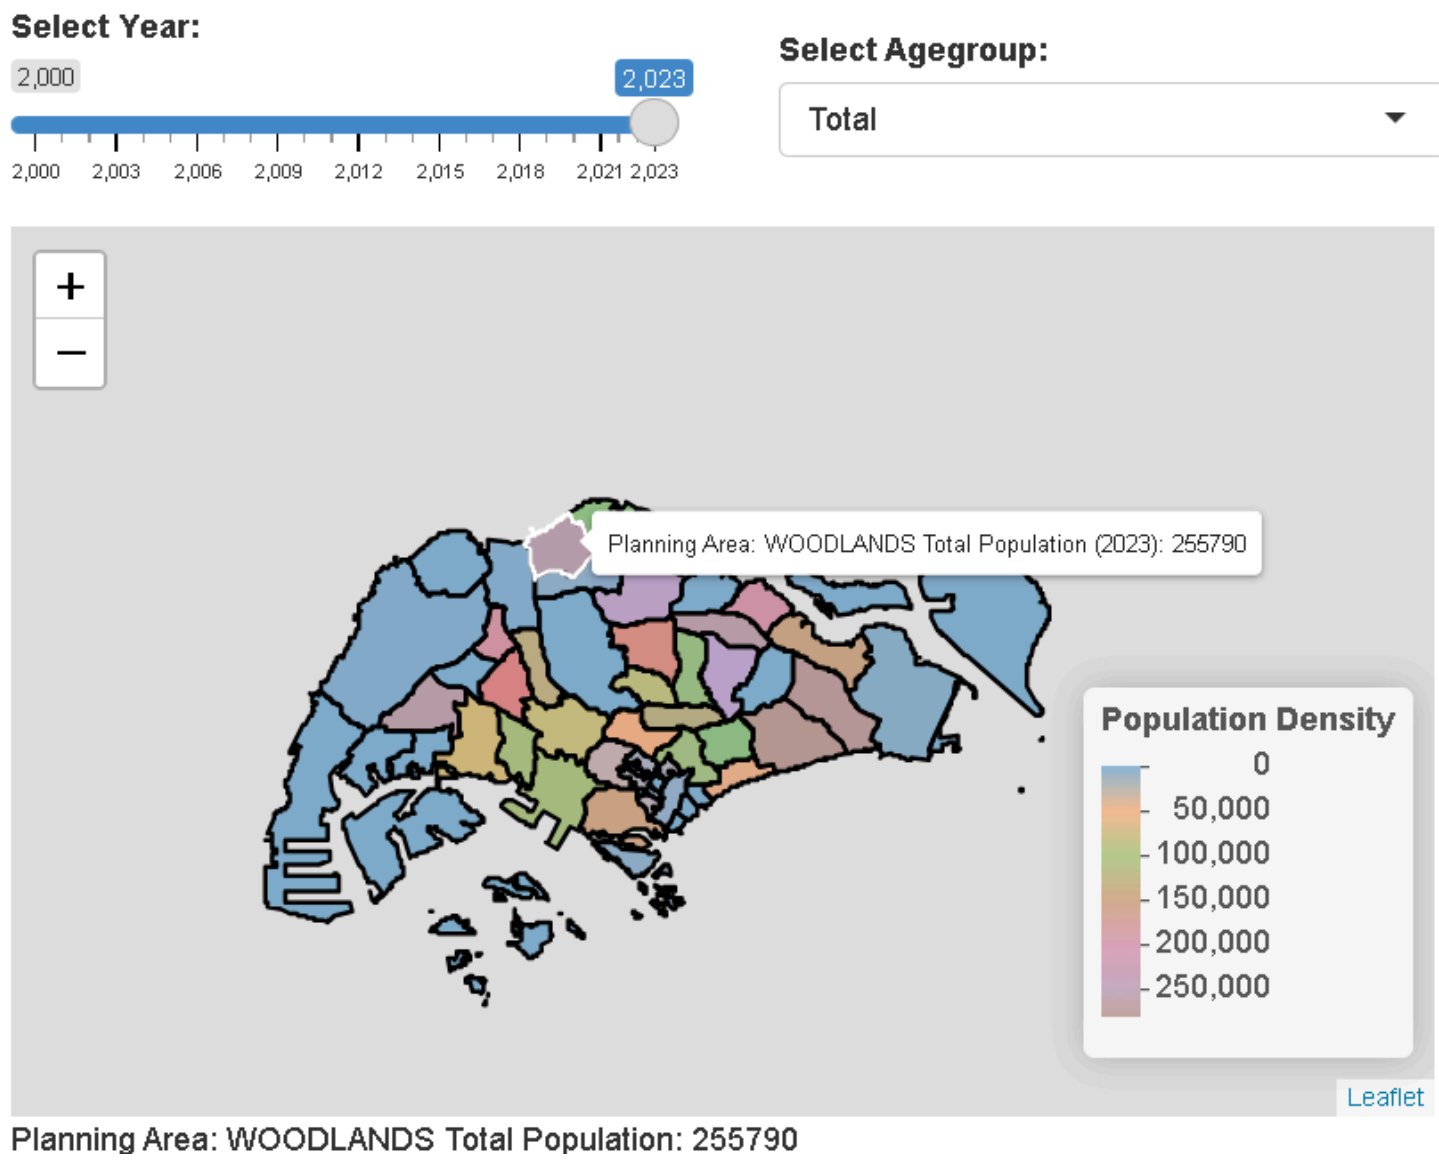 Select Year:
2,000
2,023
2,000 2,003 2,006 2,009 2,012 2,015 2,018 2,021 2,023
Select Agegroup:
Total
+
−
Planning Area: WOODLANDS Total Population (2023): 255790
Population Density
0
50,000
100,000
150,000
200,000
250,000
Leaflet
Planning Area: WOODLANDS Total Population: 255790